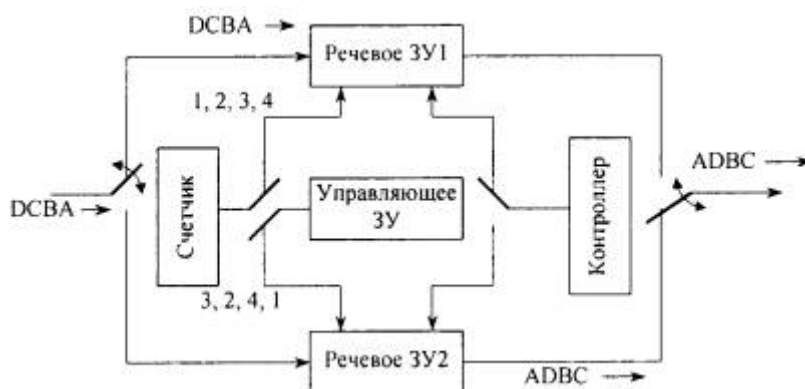 DCBA
Речевое ЗУ1
1, 2, 3, 4
ADBC
Счетчик
Управляющее
ЗУ
Контроллер
DCBA
3, 2, 4, 1
Речевое ЗУ2
ADBC